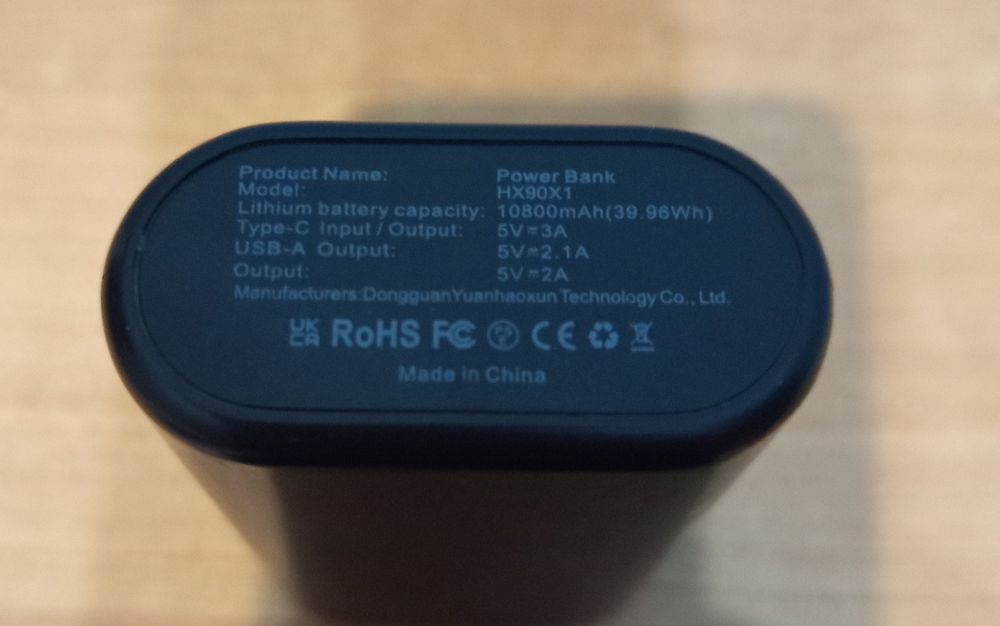 Product Name: Power Bank
Model: HX90X1
Lithium battery capacity: 10800mAh(39.96Wh)
Type-C Input / Output: 5V⎓3A
USB-A Output: 5V⎓2.1A
Output: 5V⎓2A
Manufacturers:DongguanYuanhaoxun Technology Co., Ltd.
UK CA RoHS FC CE
Made in China